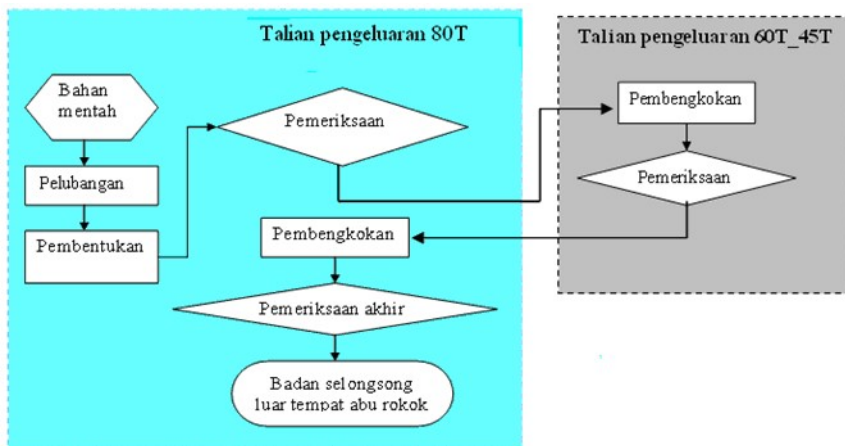 Talian pengeluaran 80T
Talian pengeluaran 60T_45T
Bahan
mentah
Pelubangan
Pembentukan
Pemeriksaan
Pembengkokan
Pemeriksaan
Pembengkokan
Pemeriksaan akhir
Badan selongsong
luar tempat abu rokok